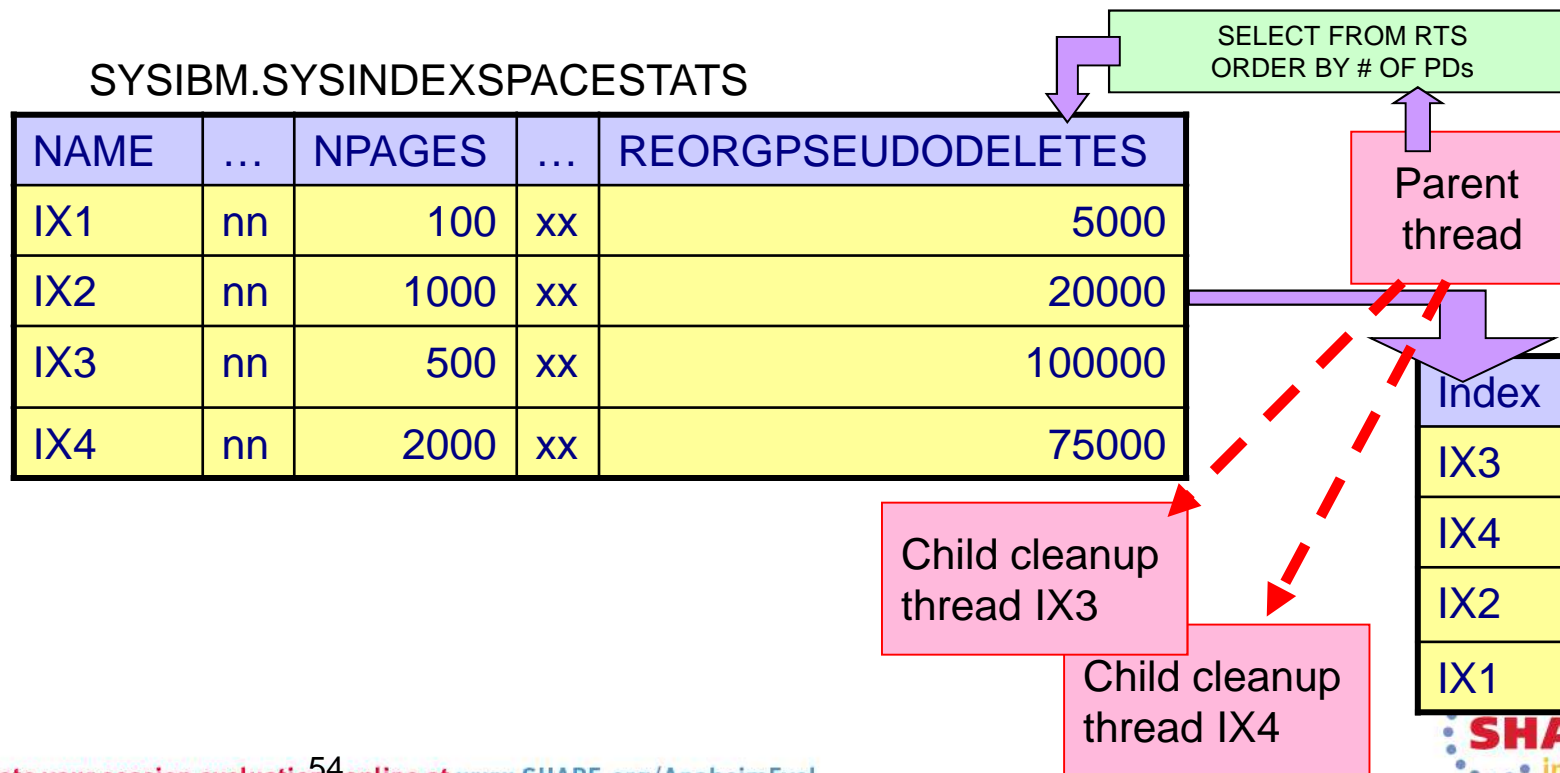 SELECT FROM RTS
ORDER BY # OF PDs
SYSIBM.SYSINDEXSPACESTATS
NAME … NPAGES … REORGPSEUDODELETES
IX1 nn 100 xx 5000
IX2 nn 1000 xx 20000
IX3 nn 500 xx 100000
IX4 nn 2000 xx 75000
Parent
thread
Index
IX3
IX4
IX2
IX1
Child cleanup
thread IX3
Child cleanup
thread IX4
54